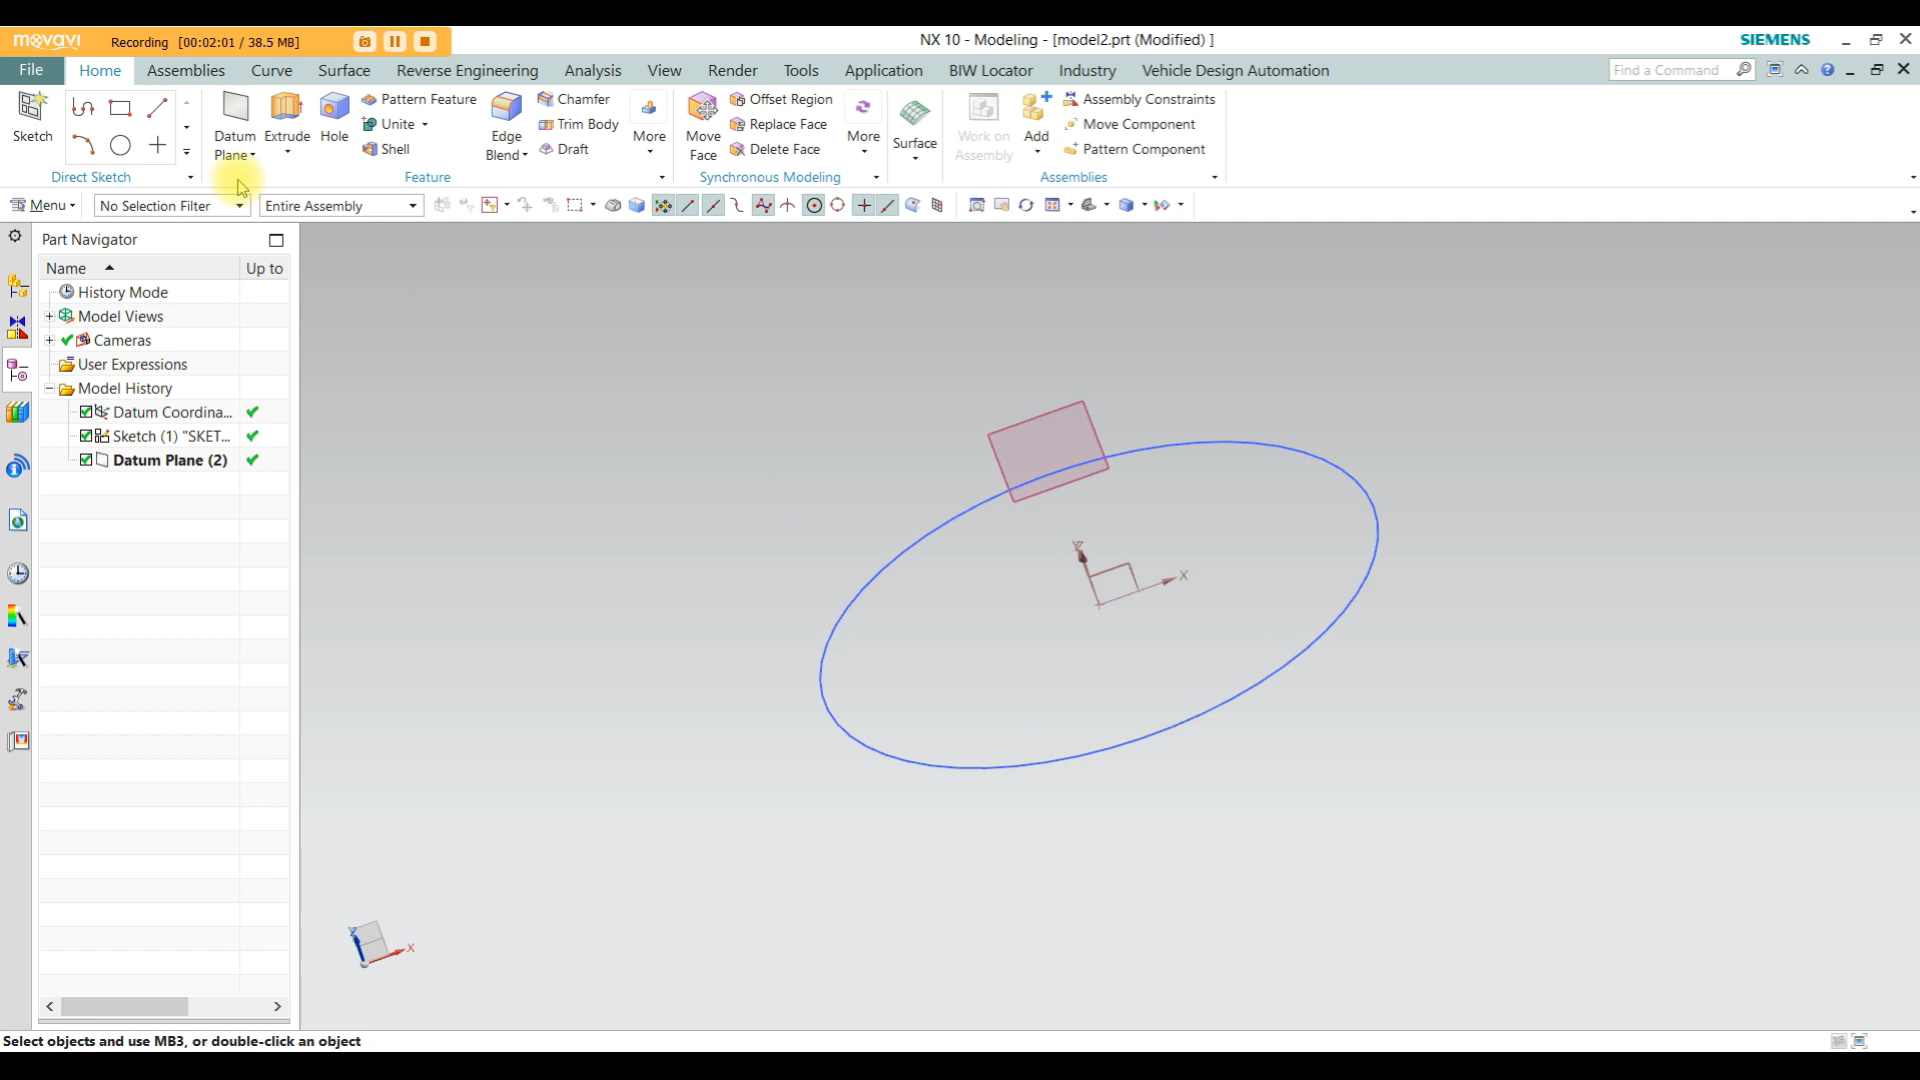 movavi Recording [00:02:01 / 38.5 MB] NX 10 - Modeling - [model2.prt (Modified) ] SIEMENS
File Home Assemblies Curve Surface Reverse Engineering Analysis View Render Tools Application BIW Locator Industry Vehicle Design Automation Find a Command
Sketch
Direct Sketch
Datum Plane
Extrude
Hole
Pattern Feature
Unite
Shell
Edge Blend
Chamfer
Trim Body
Draft
More
Feature
Move Face
Offset Region
Replace Face
Delete Face
More
Synchronous Modeling
Surface
Work on Assembly
Add
Assembly Constraints
Move Component
Pattern Component
Assemblies
Menu No Selection Filter Entire Assembly
Part Navigator
Name Up to
History Mode
Model Views
Cameras
User Expressions
Model History
Datum Coordina...
Sketch (1) "SKET...
Datum Plane (2)
Z
X
Z
X
Select objects and use MB3, or double-click an object